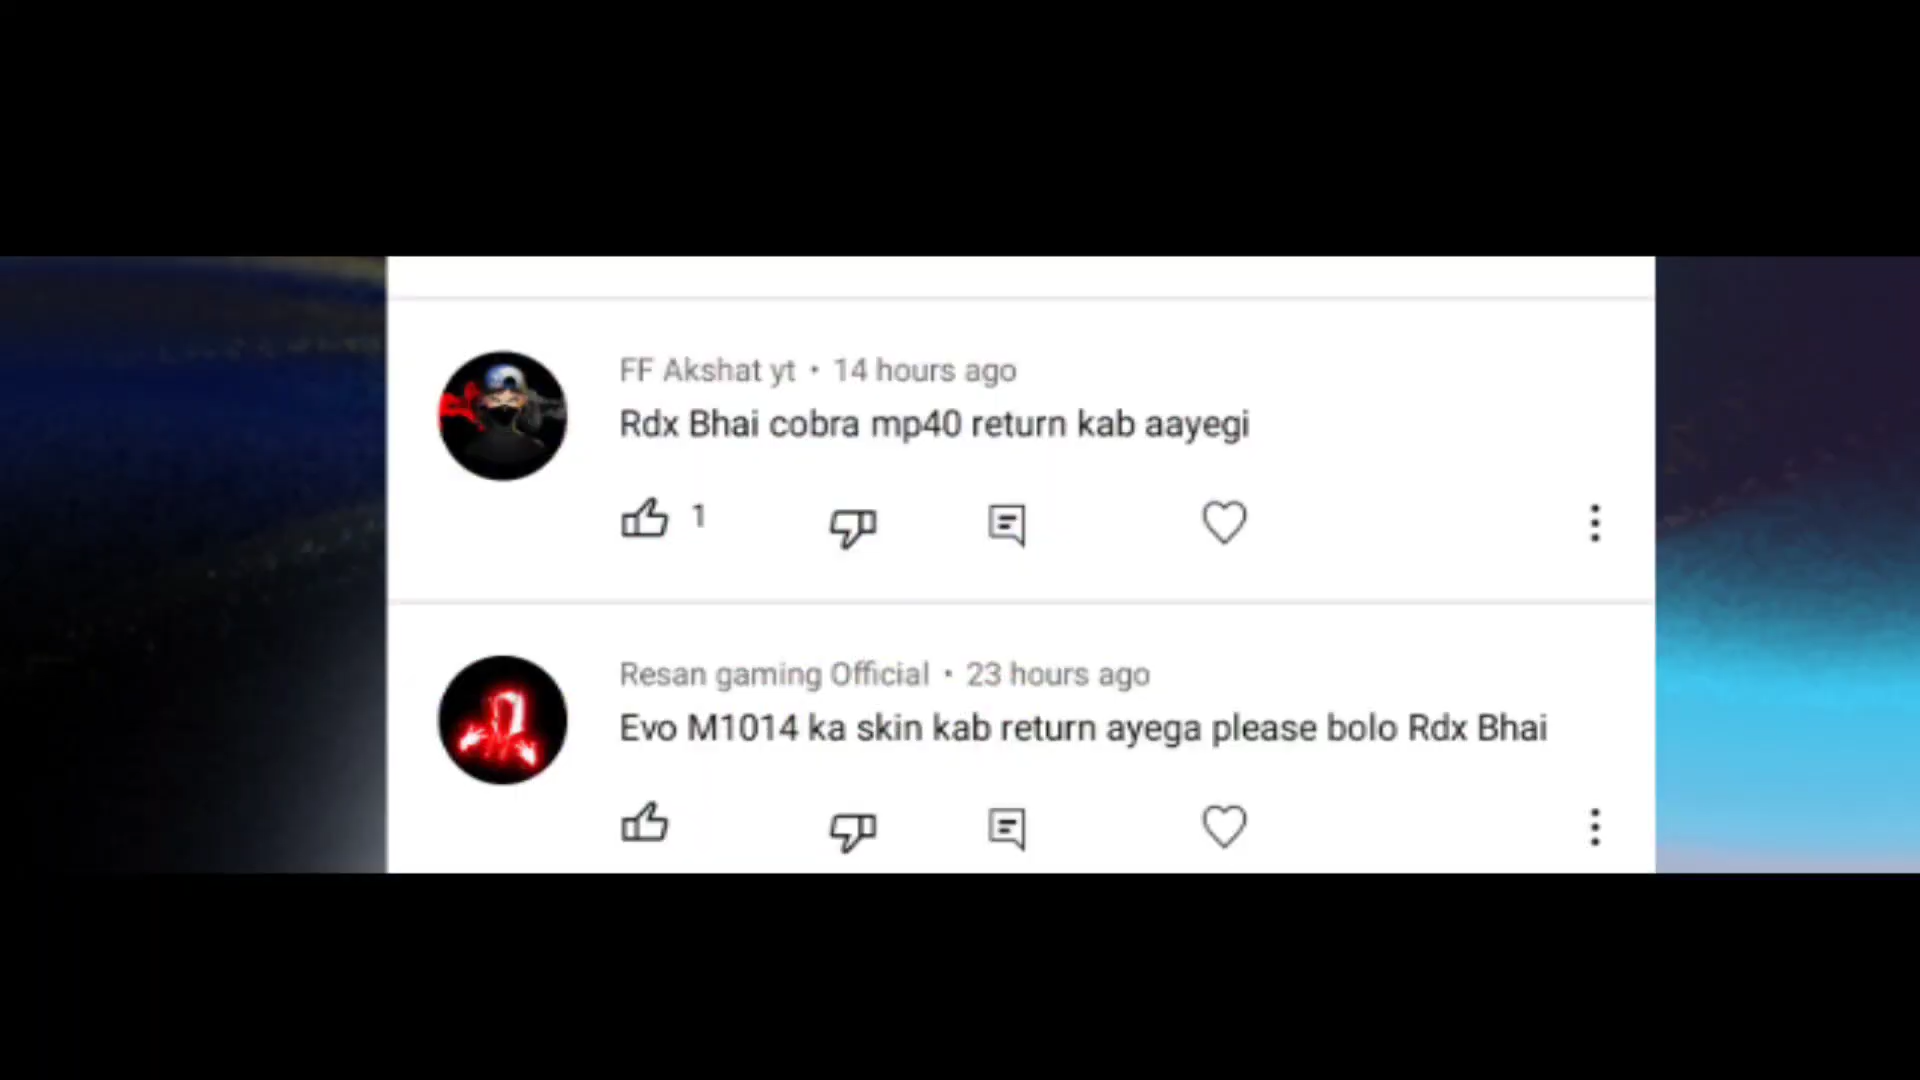 FF Akshat yt • 14 hours ago
Rdx Bhai cobra mp40 return kab aayegi
1
Resan gaming Official • 23 hours ago
Evo M1014 ka skin kab return ayega please bolo Rdx Bhai